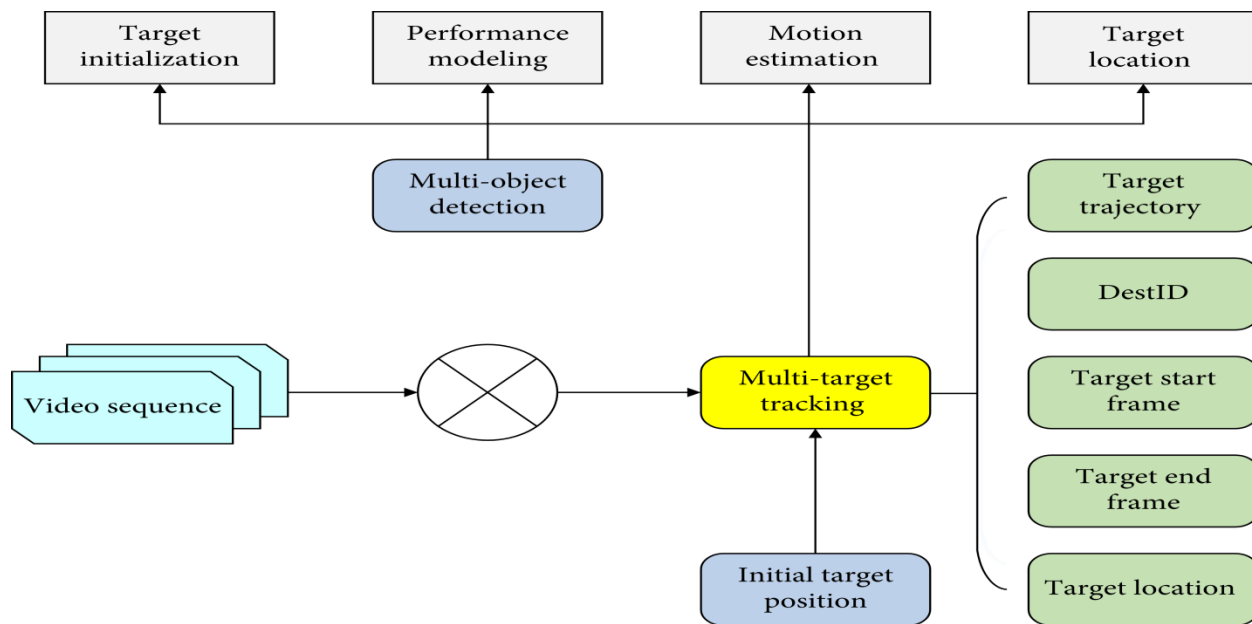 Target
initialization
Performance
modeling
Motion
estimation
Target
location
Multi-object
detection
Target
trajectory
DestID
Video sequence
Multi-target
tracking
Target start
frame
Target end
frame
Initial target
position
Target location